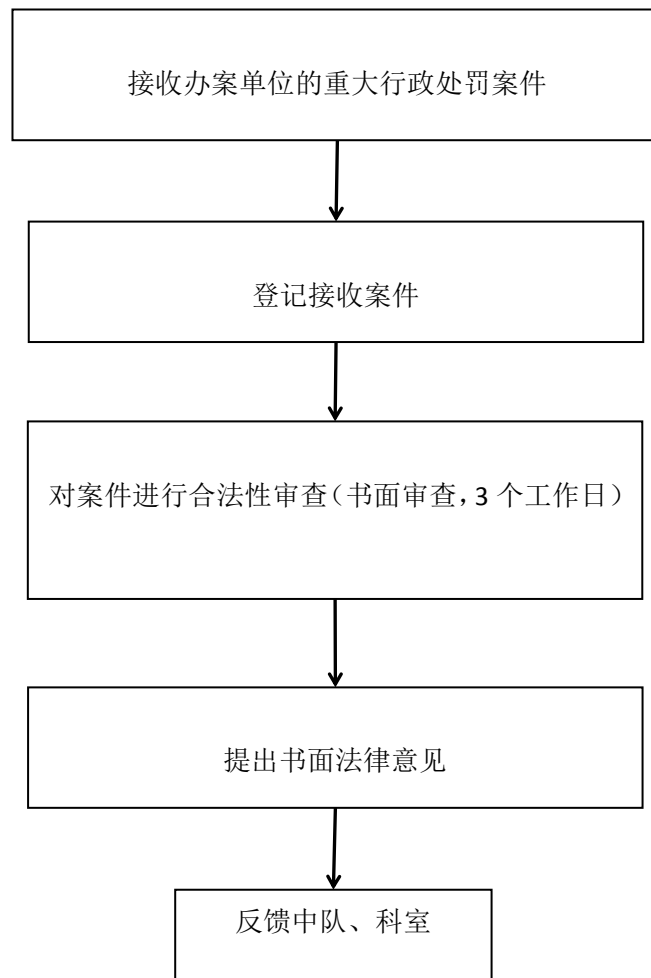 接收办案单位的重大行政处罚案件
登记接收案件
对案件进行合法性审查（书面审查，3 个工作日）
提出书面法律意见
反馈中队、科室